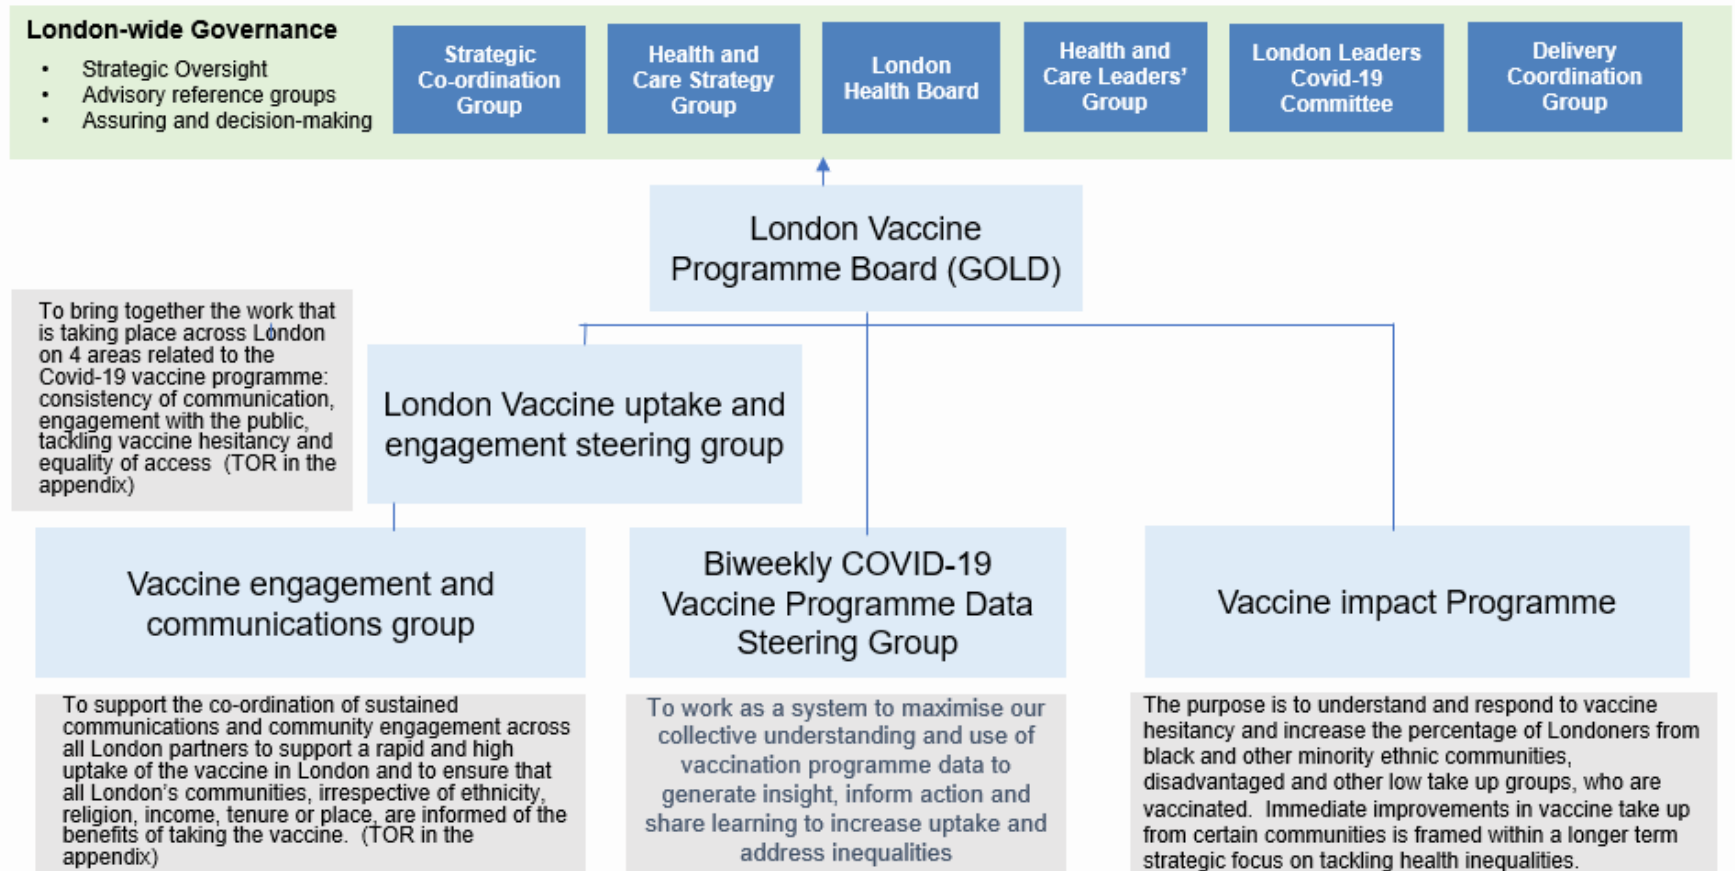 London-wide Governance
• Strategic Oversight
• Advisory reference groups
• Assuring and decision-making
Strategic
Co-ordination
Group
Health and
Care Strategy
Group
London
Health Board
Health and
Care Leaders’
Group
London Leaders
Covid-19
Committee
Delivery
Coordination
Group
London Vaccine
Programme Board (GOLD)
To bring together the work that
is taking place across London
on 4 areas related to the
Covid-19 vaccine programme:
consistency of communication,
engagement with the public,
tackling vaccine hesitancy and
equality of access (TOR in the
appendix)
London Vaccine uptake and
engagement steering group
Vaccine engagement and
communications group
Biweekly COVID-19
Vaccine Programme Data
Steering Group
Vaccine impact Programme
To support the co-ordination of sustained
communications and community engagement across
all London partners to support a rapid and high
uptake of the vaccine in London and to ensure that
all London’s communities, irrespective of ethnicity,
religion, income, tenure or place, are informed of the
benefits of taking the vaccine. (TOR in the
appendix)
To work as a system to maximise our
collective understanding and use of
vaccination programme data to
generate insight, inform action and
share learning to increase uptake and
address inequalities
The purpose is to understand and respond to vaccine
hesitancy and increase the percentage of Londoners from
black and other minority ethnic communities,
disadvantaged and other low take up groups, who are
vaccinated. Immediate improvements in vaccine take up
from certain communities is framed within a longer term
strategic focus on tackling health inequalities.